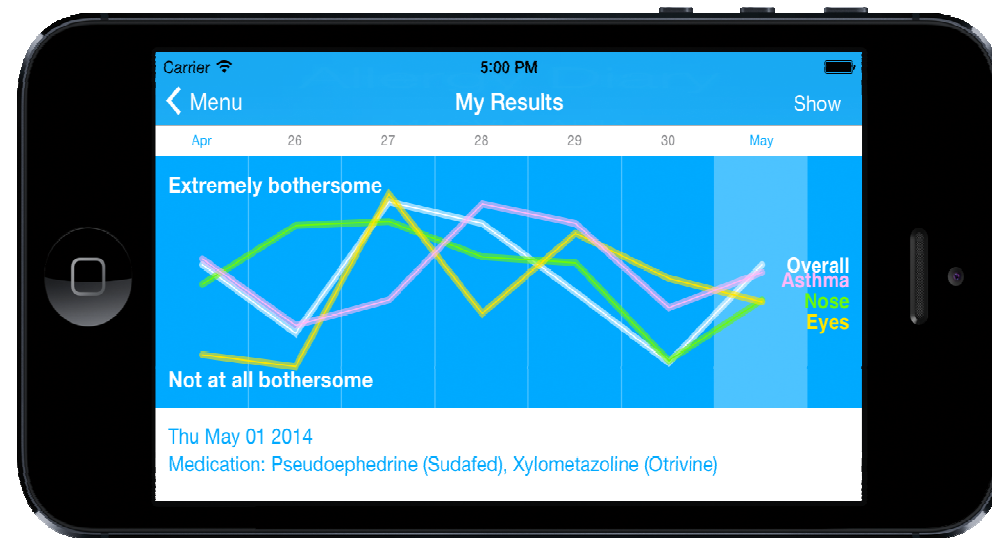 Carrier 5:00 PM
Menu My Results Show
Apr 26 27 28 29 30 May
Extremely bothersome
Overall
Asthma
Nose
Eyes
Not at all bothersome
Thu May 01 2014
Medication: Pseudoephedrine (Sudafed), Xylometazoline (Otrivine)